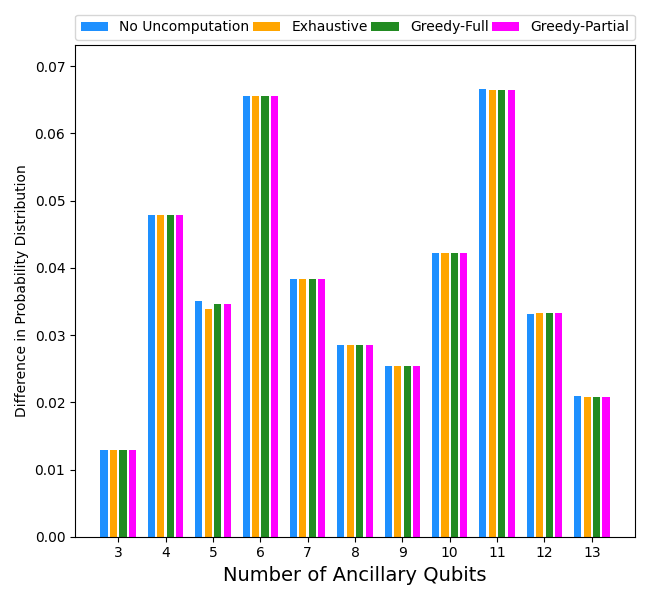 No Uncomputation Exhaustive Greedy-Full Greedy-Partial
0.07
0.06
0.05
0.04
0.03
0.02
0.01
0.00
Difference in Probability Distribution
3 4 5 6 7 8 9 10 11 12 13
Number of Ancillary Qubits